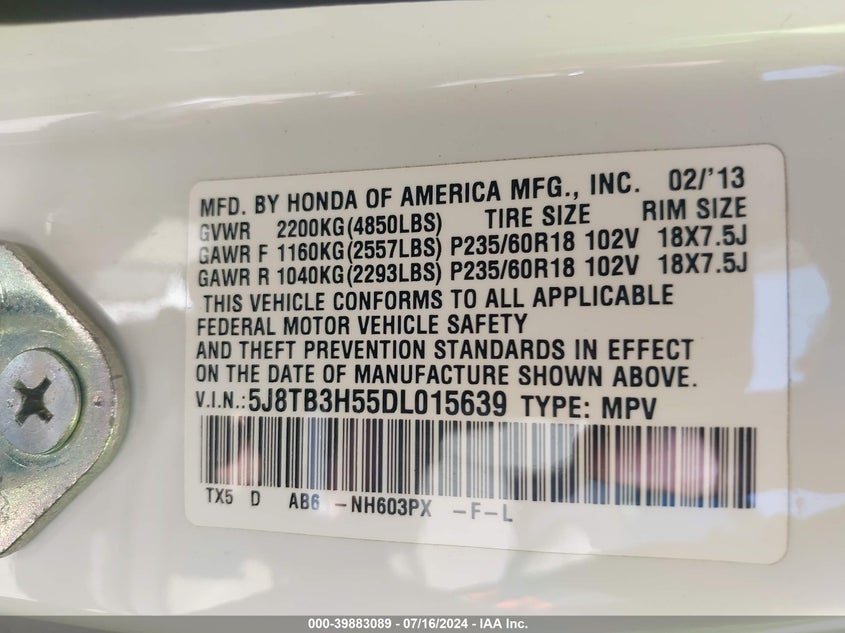 MFD. BY HONDA OF AMERICA MFG., INC. 02/'13
GVWR 2200KG(4850LBS) TIRE SIZE RIM SIZE
GAWR F 1160KG(2557LBS) P235/60R18 102V 18X7.5J
GAWR R 1040KG(2293LBS) P235/60R18 102V 18X7.5J
THIS VEHICLE CONFORMS TO ALL APPLICABLE
FEDERAL MOTOR VEHICLE SAFETY
AND THEFT PREVENTION STANDARDS IN EFFECT
ON THE DATE OF MANUFACTURE SHOWN ABOVE.
V.I.N.:5J8TB3H55DL015639 TYPE: MPV
TX5 D AB6 -NH603PX -F-L
000-39883089 - 07/16/2024 - IAA Inc.